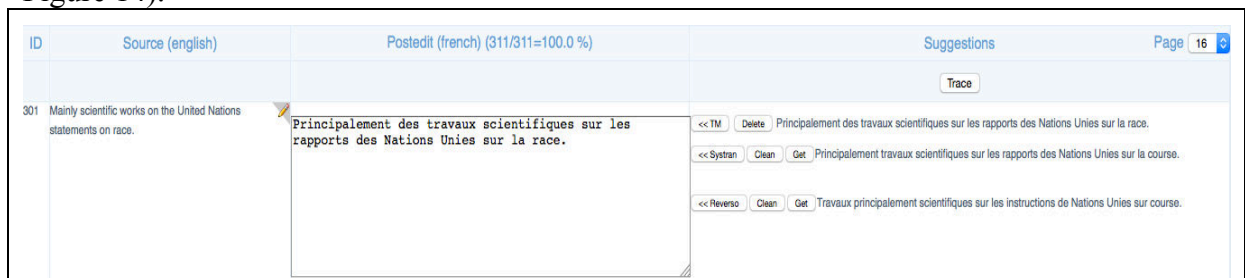 Figure 14).
ID Source (english) Postedit (french) (311/311=100.0 %) Suggestions Page 16
Trace
301 Mainly scientific works on the United Nations
statements on race.
Principalement des travaux scientifiques sur les
rapports des Nations Unies sur la race.
<< TM Delete Principalement des travaux scientifiques sur les rapports des Nations Unies sur la race.
<< Systran Clean Get Principalement travaux scientifiques sur les rapports des Nations Unies sur la course.
<< Reverso Clean Get Travaux principalement scientifiques sur les instructions de Nations Unies sur course.